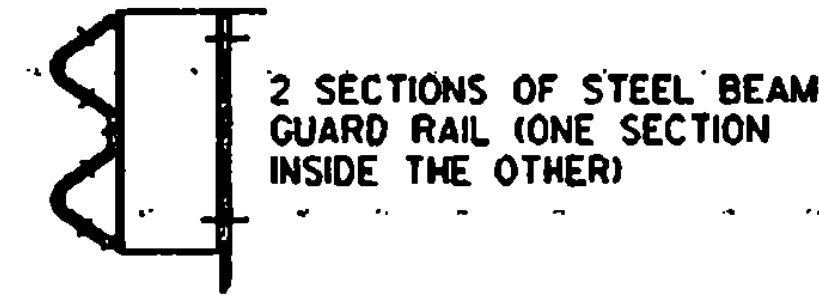 2 SECTIONS OF STEEL BEAM
GUARD RAIL (ONE SECTION
INSIDE THE OTHER)